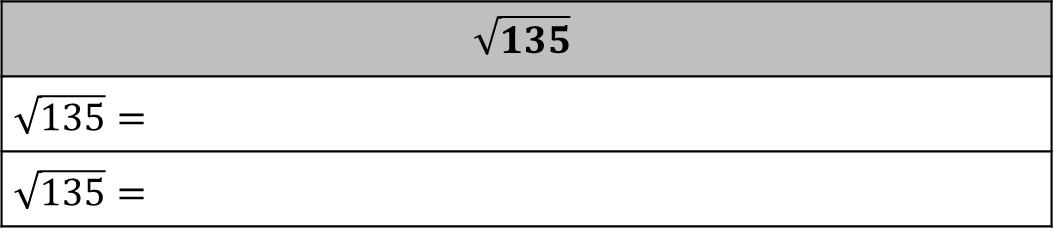 √135
√135 =
√135 =